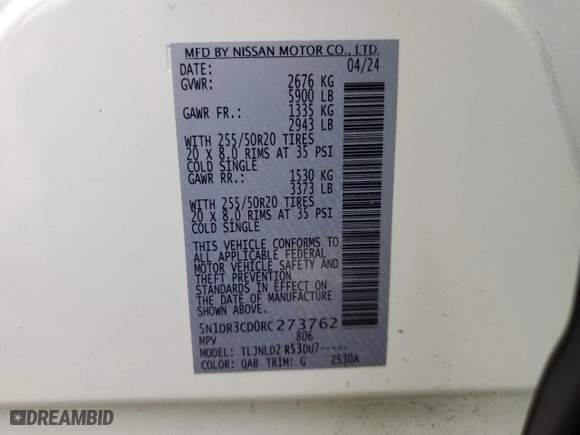 MFD BY NISSAN MOTOR CO., LTD.
DATE: 04/24
GVWR: 2676 KG
5900 LB
GAWR FR.: 1335 KG
2943 LB
WITH 255/50R20 TIRES
20 X 8.0 RIMS AT 35 PSI
COLD SINGLE
GAWR RR.: 1530 KG
3373 LB
WITH 255/50R20 TIRES
20 X 8.0 RIMS AT 35 PSI
COLD SINGLE
THIS VEHICLE CONFORMS TO
ALL APPLICABLE FEDERAL
MOTOR VEHICLE SAFETY AND
THEFT PREVENTION
STANDARDS IN EFFECT ON
THE DATE OF MANUFACTURE
SHOWN ABOVE.
5N1DR3CD0RC273762
MPV 806
MODEL: TLJNLD2 R53DU7-----
COLOR: QAB TRIM: G ZS30A
DREAMBID